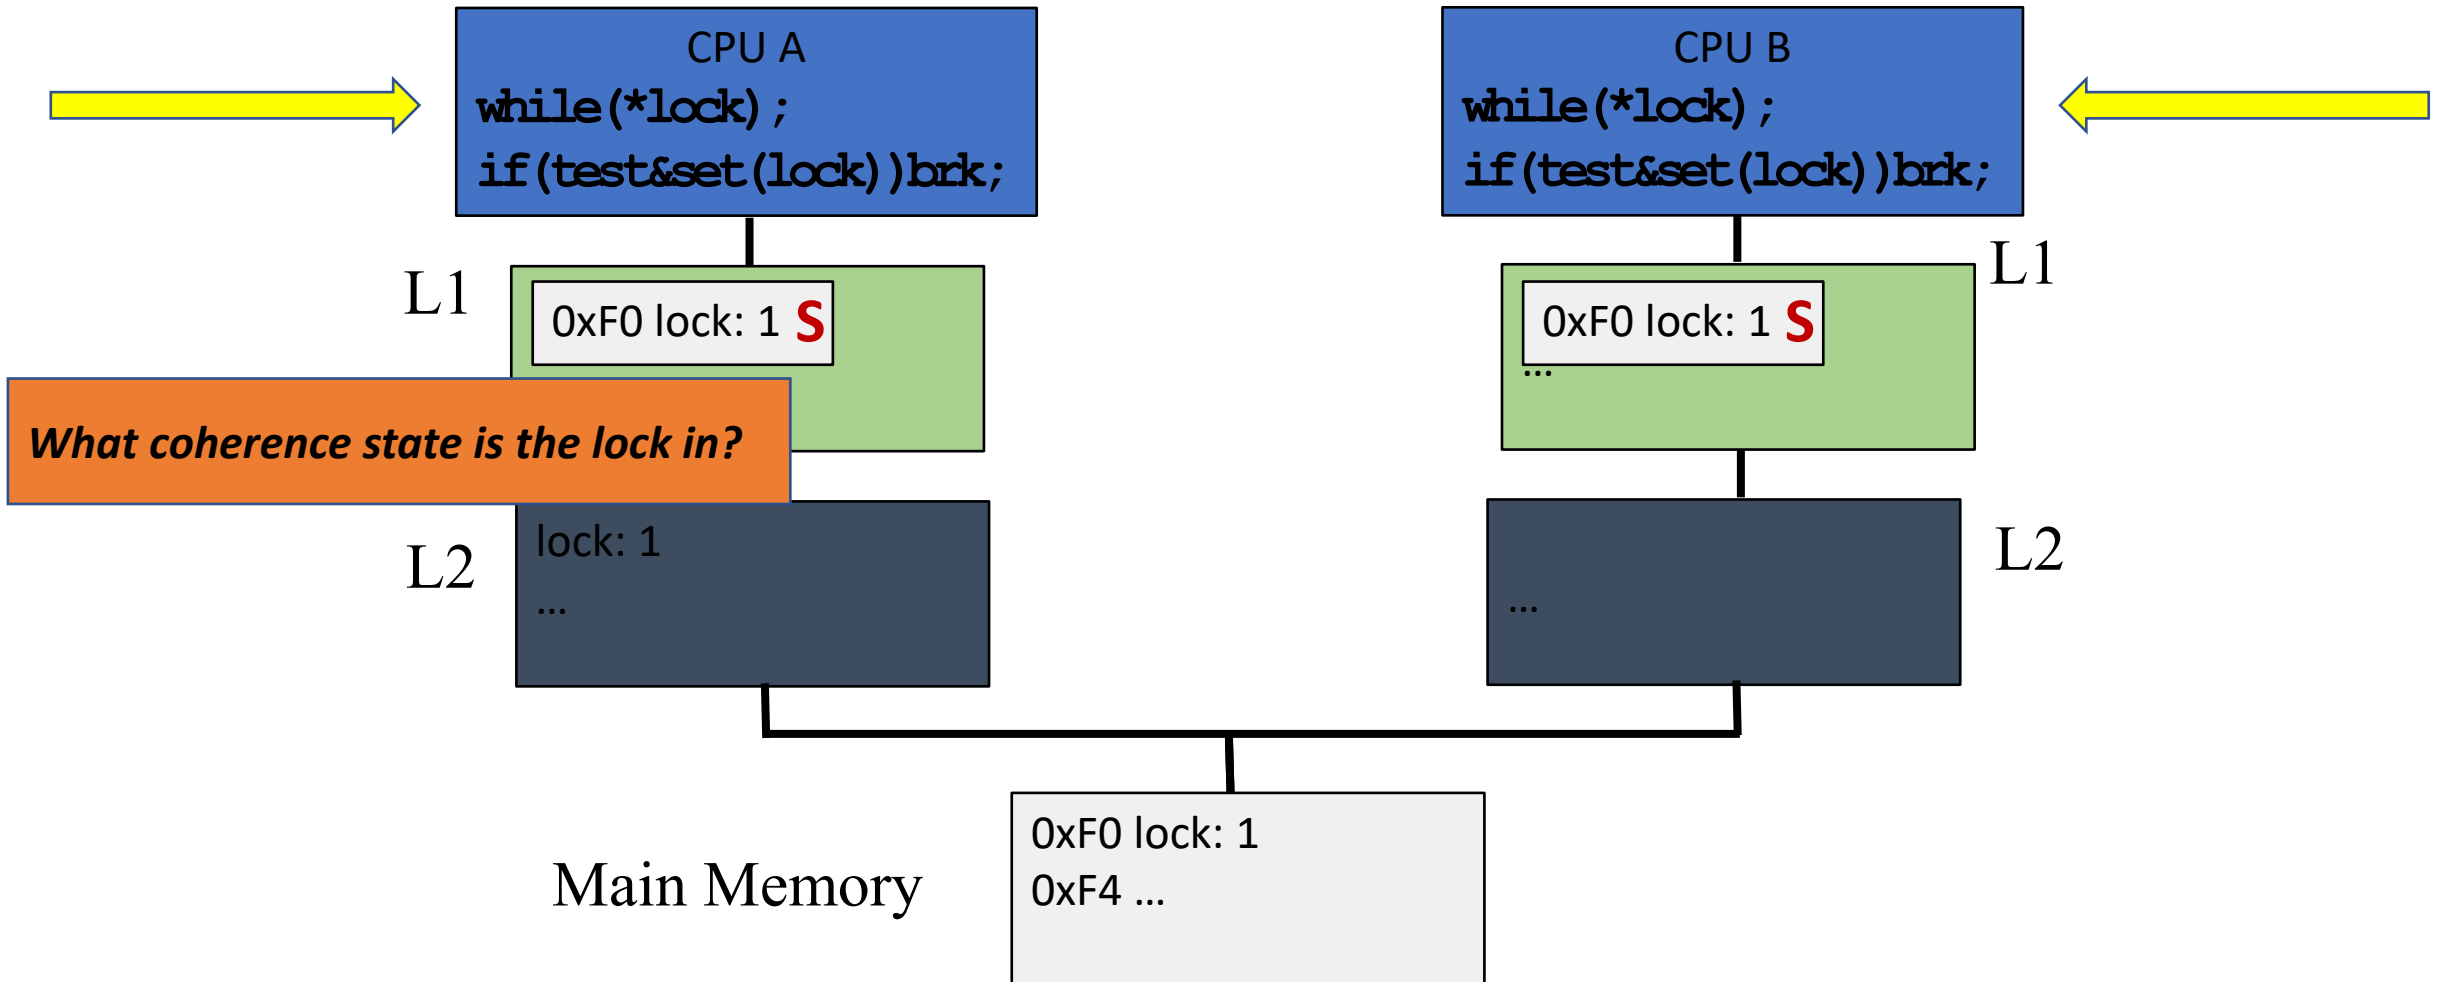 CPU A
while(*lock);
if(test&set(lock))brk;
CPU B
while(*lock);
if(test&set(lock))brk;
L1
0xF0 lock: 1 S
0xF0 lock: 1 S
...
L1
What coherence state is the lock in?
L2
lock: 1
...
...
L2
Main Memory
0xF0 lock: 1
0xF4 ...